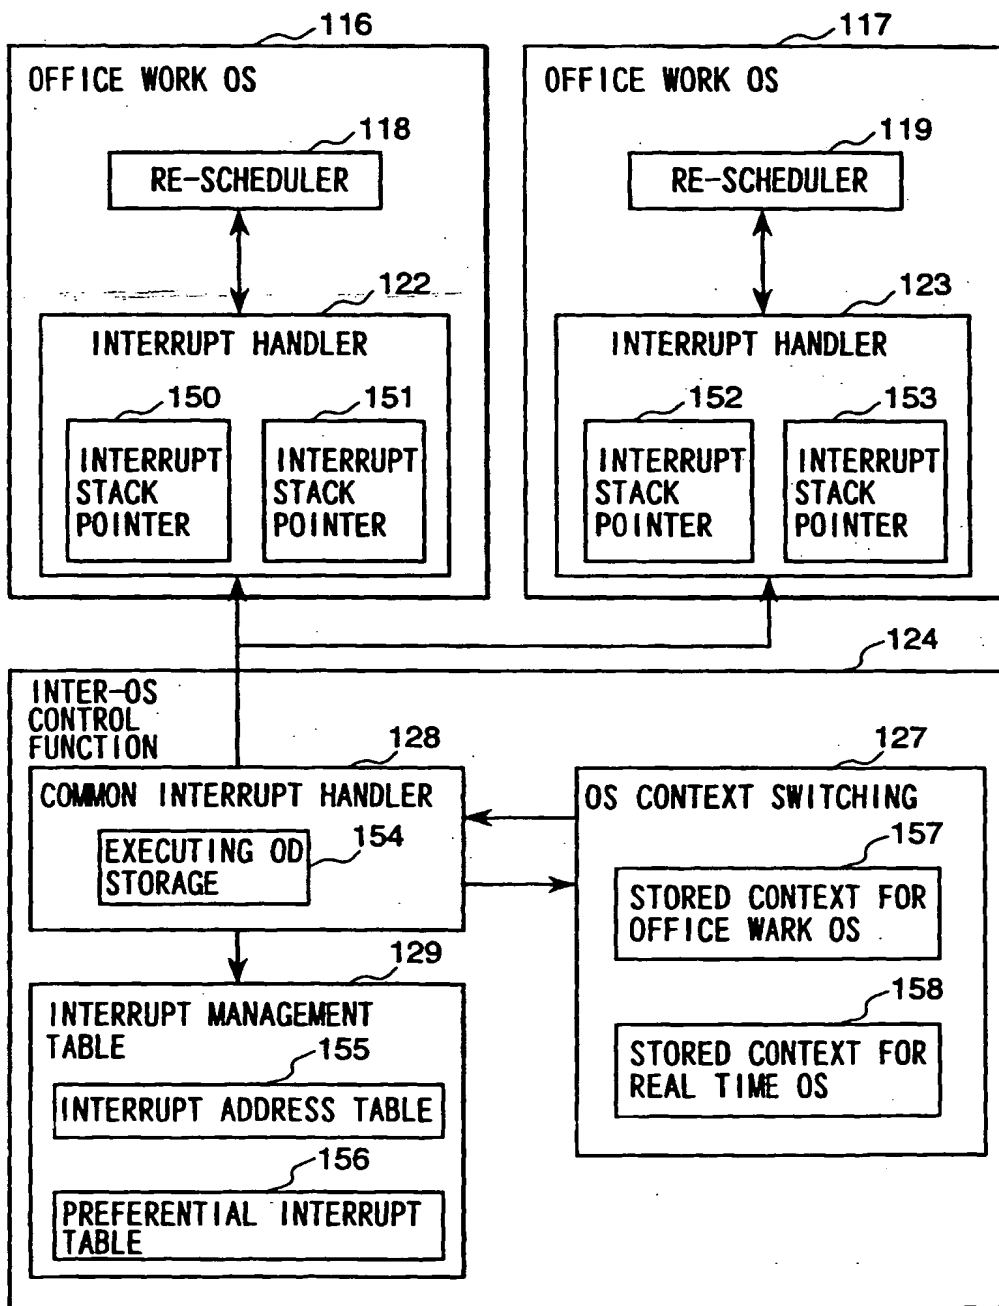 116
OFFICE WORK OS
118
RE-SCHEDULER
122
INTERRUPT HANDLER
150
INTERRUPT
STACK
POINTER
151
INTERRUPT
STACK
POINTER
117
OFFICE WORK OS
119
RE-SCHEDULER
123
INTERRUPT HANDLER
152
INTERRUPT
STACK
POINTER
153
INTERRUPT
STACK
POINTER
124
INTER-OS
CONTROL
FUNCTION
128
COMMON INTERRUPT HANDLER
154
EXECUTING OD
STORAGE
129
INTERRUPT MANAGEMENT
TABLE
155
INTERRUPT ADDRESS TABLE
156
PREFERENTIAL INTERRUPT
TABLE
127
OS CONTEXT SWITCHING
157
STORED CONTEXT FOR
OFFICE WARK OS
158
STORED CONTEXT FOR
REAL TIME OS